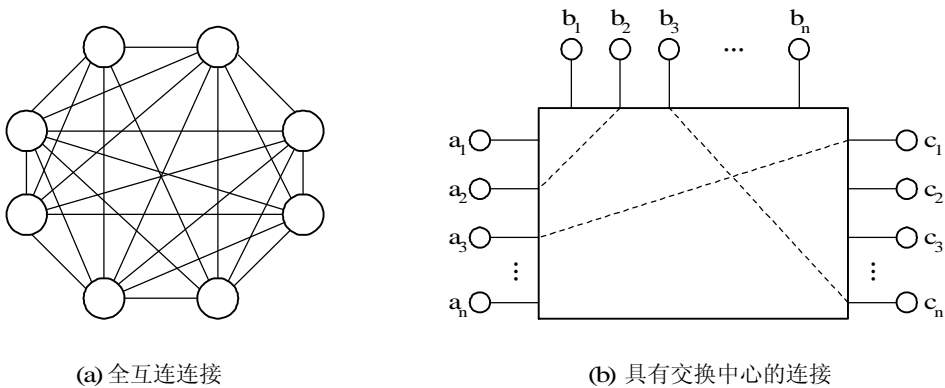 b1 b2 b3 ··· bn
a1
a2
a3
⋮
an
c1
c2
c3
⋮
cn
(a) 全互连连接
(b) 具有交换中心的连接